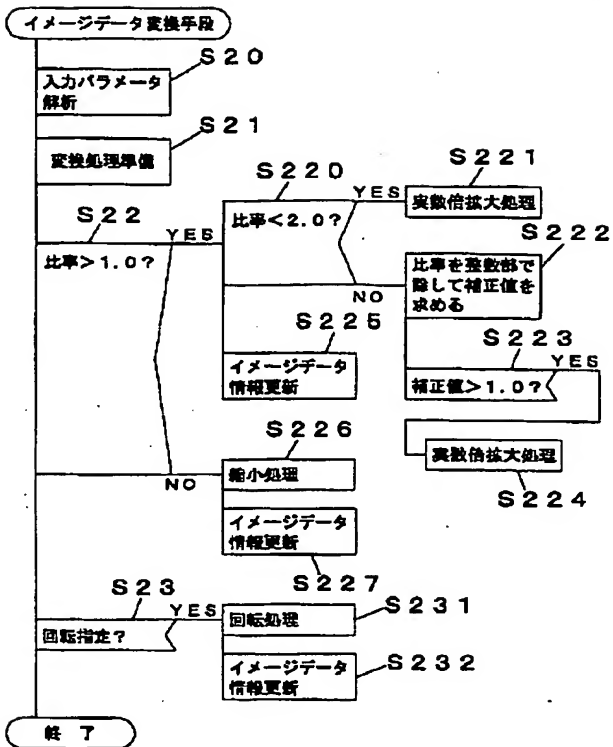 イメージデータ変換手段
S20
入力パラメータ
解析
S21
変換処理準備
S22
比率>1.0?
YES
S220
比率<2.0?
YES
S221
実数倍拡大処理
NO
S222
比率を整数部で
除して補正値を
求める
S223
補正値>1.0?
YES
実数倍拡大処理
S224
S225
イメージデータ
情報更新
NO
S226
縮小処理
イメージデータ
情報更新
S227
S23
回転指定?
YES
回転処理
S231
イメージデータ
情報更新
S232
終了